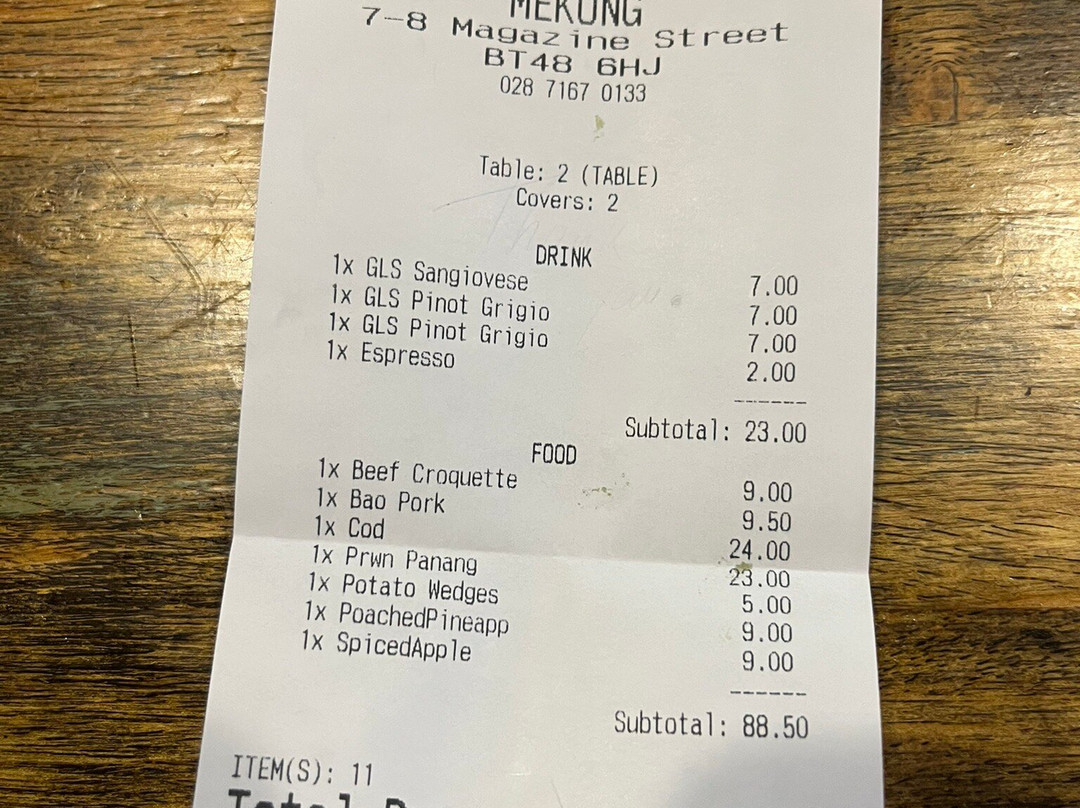 MEKONG
7-8 Magazine Street
BT48 6HJ
028 7167 0133
Table: 2 (TABLE)
Covers: 2
DRINK
1x GLS Sangiovese 7.00
1x GLS Pinot Grigio 7.00
1x GLS Pinot Grigio 7.00
1x Espresso 2.00
------
Subtotal: 23.00
FOOD
1x Beef Croquette 9.00
1x Bao Pork 9.50
1x Cod 24.00
1x Prwn Panang 23.00
1x Potato Wedges 5.00
1x PoachedPineapp 9.00
1x SpicedApple 9.00
------
Subtotal: 88.50
ITEM(S): 11
Total